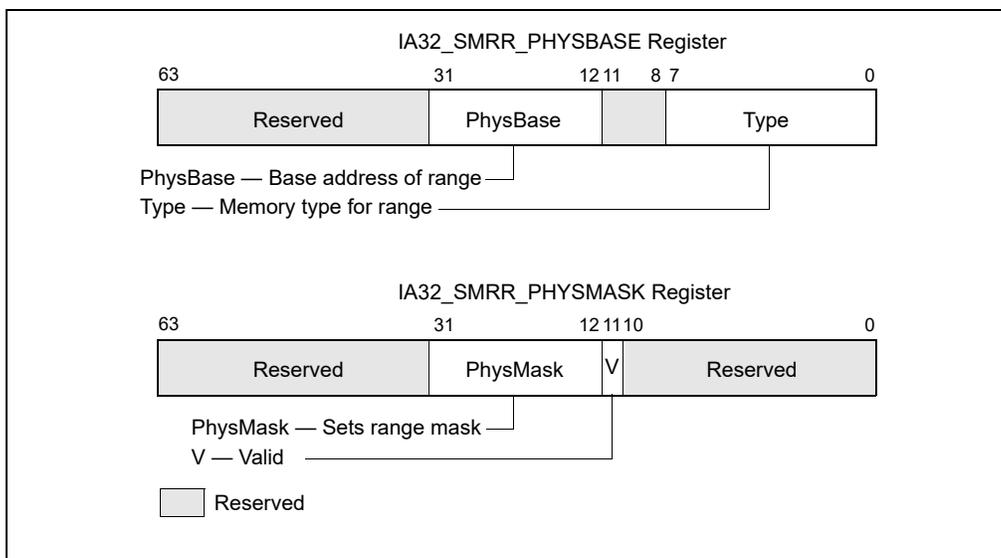 IA32_SMRR_PHYSBASE Register
63 31 12 11 8 7 0
Reserved PhysBase Type
PhysBase — Base address of range
Type — Memory type for range
IA32_SMRR_PHYSMASK Register
63 31 12 11 10 0
Reserved PhysMask V Reserved
PhysMask — Sets range mask
V — Valid
Reserved